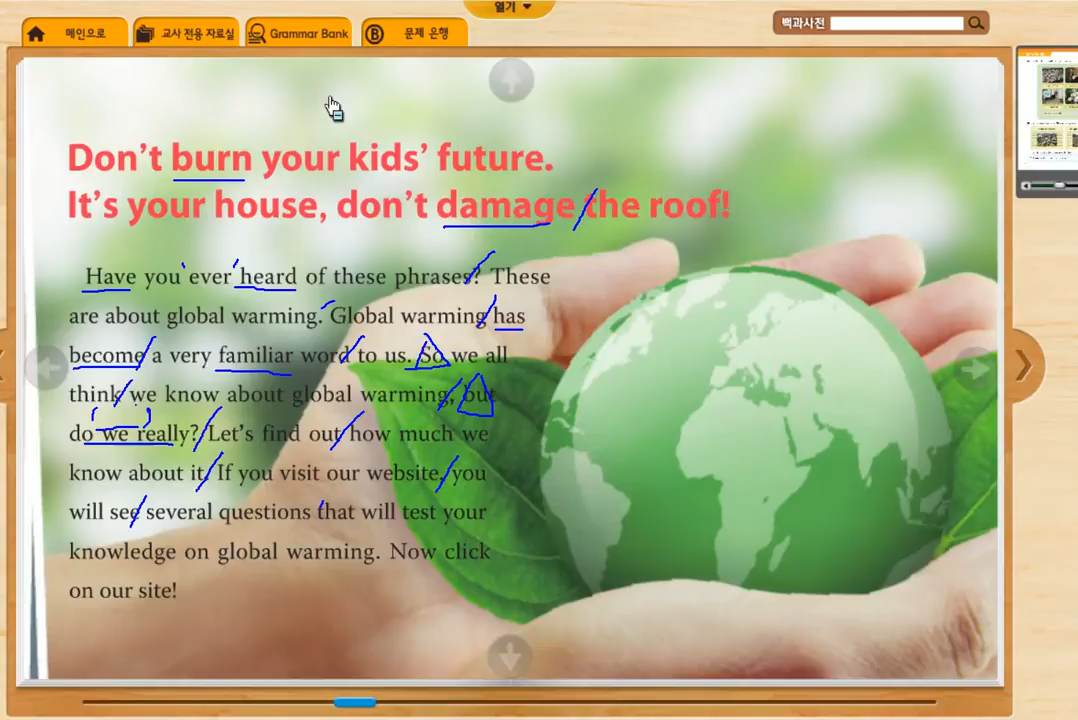 열기
메인으로
교사 전용 자료실
Grammar Bank
B 문제 은행
백과사전
Don't burn your kids' future.
It's your house, don't damage the roof!
Have you ever heard of these phrases? These
are about global warming. Global warming has
become a very familiar word to us. So we all
think we know about global warming, but
do we really? Let's find out how much we
know about it. If you visit our website, you
will see several questions that will test your
knowledge on global warming. Now click
on our site!